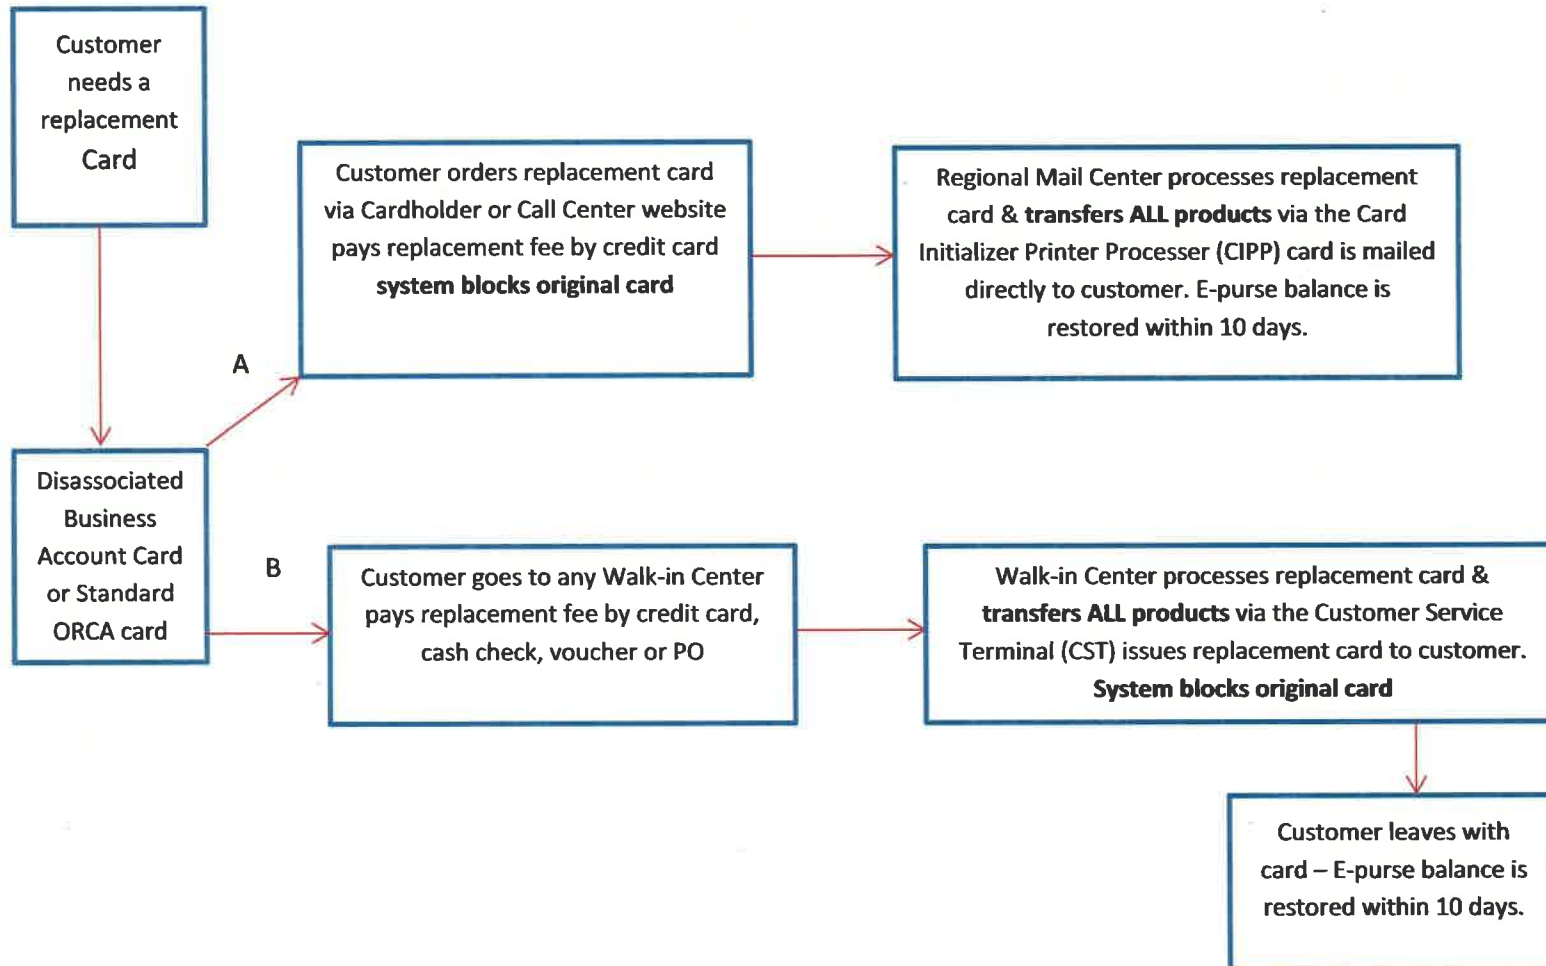 Customer
needs a
replacement
Card
Customer orders replacement card
via Cardholder or Call Center website
pays replacement fee by credit card
system blocks original card
Regional Mail Center processes replacement
card & transfers ALL products via the Card
Initializer Printer Processer (CIPP) card is mailed
directly to customer. E-purse balance is
restored within 10 days.
A
Disassociated
Business
Account Card
or Standard
ORCA card
B
Customer goes to any Walk-in Center
pays replacement fee by credit card,
cash check, voucher or PO
Walk-in Center processes replacement card &
transfers ALL products via the Customer Service
Terminal (CST) issues replacement card to customer.
System blocks original card
Customer leaves with
card – E-purse balance is
restored within 10 days.